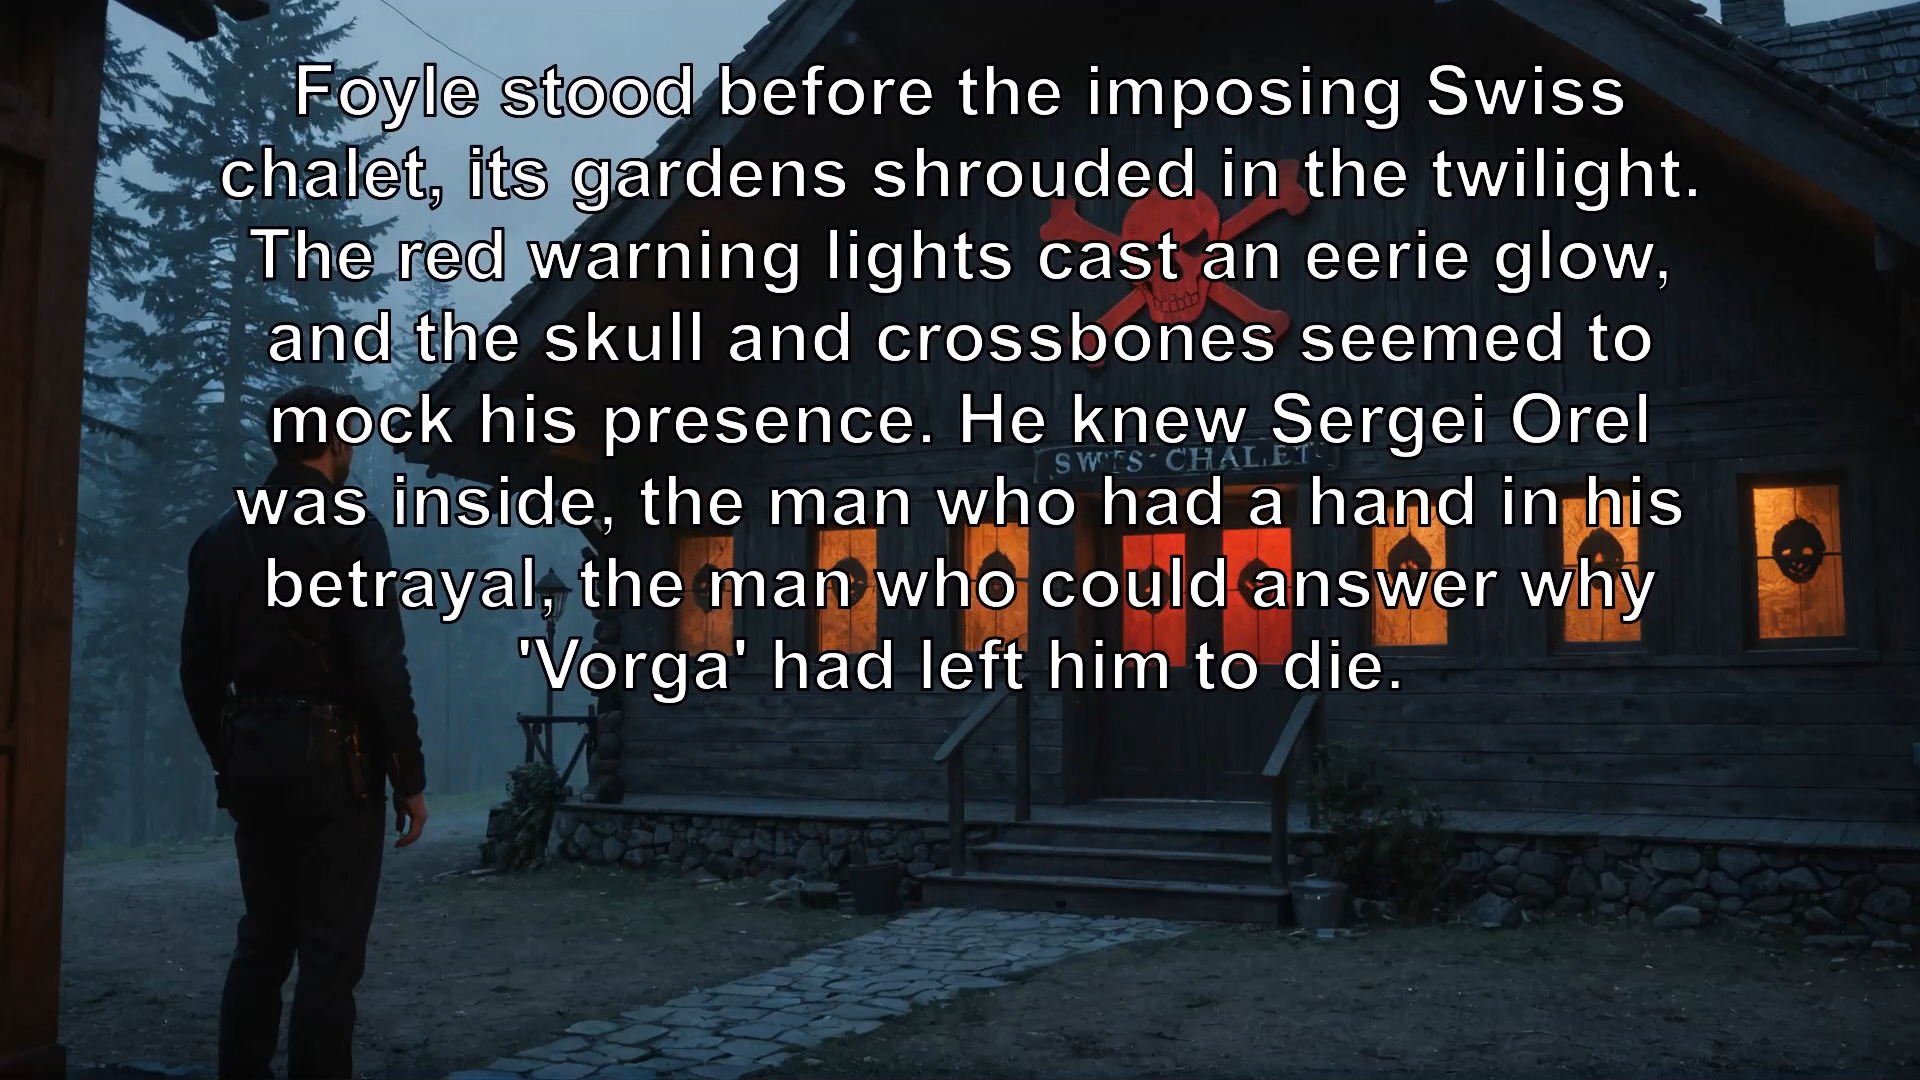 Foyle stood before the imposing Swiss
chalet, its gardens shrouded in the twilight.
The red warning lights cast an eerie glow,
and the skull and crossbones seemed to
mock his presence. He knew Sergei Orel
SW'S CHALET
was inside, the man who had a hand in his
betrayal, the man who could answer why
'Vorga' had left him to die.